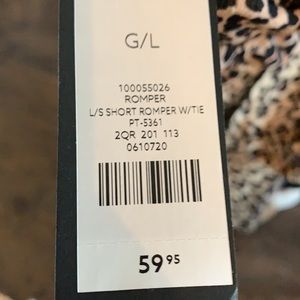 G/L
100055026
ROMPER
L/S SHORT ROMPER W/TIE
PT-5361
2QR 201 113
0610720
59 95